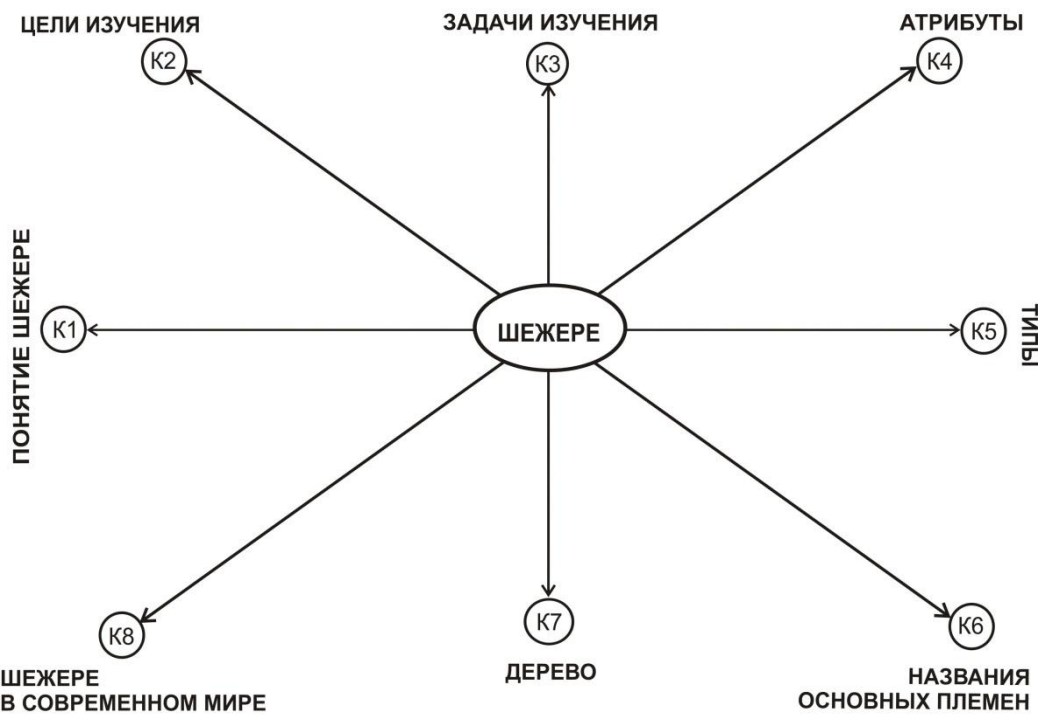 ЦЕЛИ ИЗУЧЕНИЯ
ЗАДАЧИ ИЗУЧЕНИЯ
АТРИБУТЫ
К2
К3
К4
ПОНЯТИЕ ШЕЖЕРЕ
К1
ШЕЖЕРЕ
К5
ТИПЫ
К8
К7
К6
ШЕЖЕРЕ
В СОВРЕМЕННОМ МИРЕ
ДЕРЕВО
НАЗВАНИЯ
ОСНОВНЫХ ПЛЕМЕН